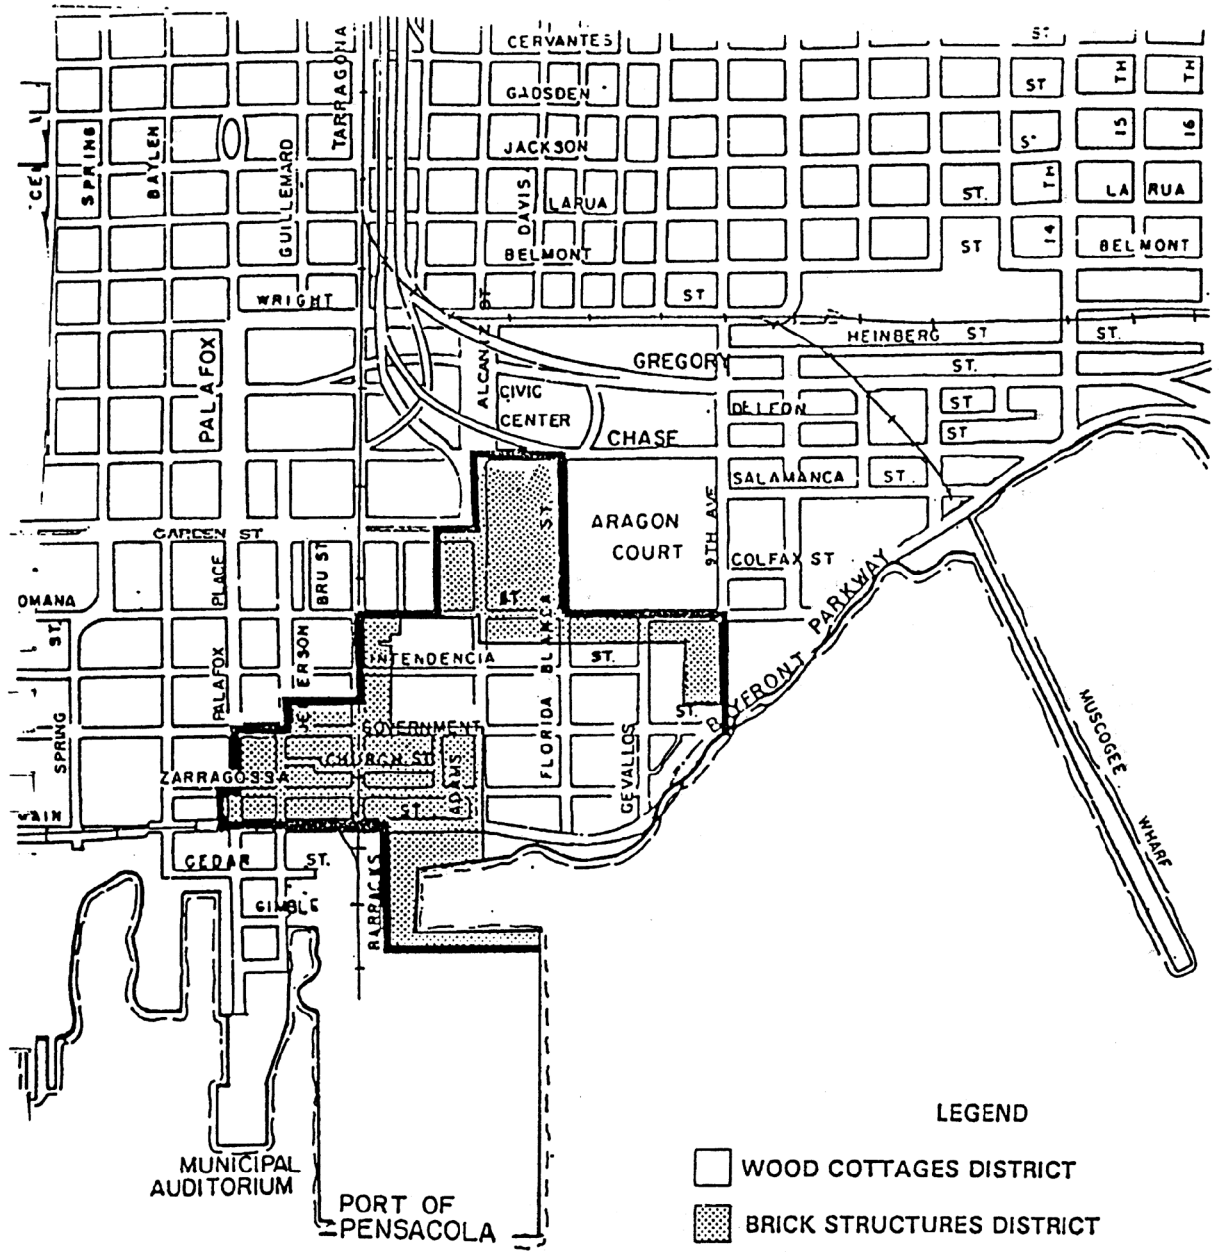 CERVANTES
ST.
GADSDEN
ST
TH
TH
TARRAGONA
SPRING
BAYLEN
GUILLEMARD
JACKSON
15
16
DAVIS
LARUA
ST.
TH
LA RUA
14
BELMONT
ST
BELMONT
WRIGHT
ST
ST
HEINBERG ST
ST.
PALAFOX
ALCANAZ
GREGORY
ST.
CIVIC
CENTER
DELEON
ST
CHASE
ST
SALAMANCA ST.
GARDEN ST
ST.
ARAGON
COURT
9TH AVE
COLFAX ST
PLACE
BRU ST
OMANA
ST
PARKWAY
ST.
PALAFOX
ERSON
INTENDENCIA
BLANCA
ST.
BAYFRONT
SPRING
GOVERNMENT
ST.
MUSCOGEE
WHARF
ZARRAGOSSA
CHURCH ST
ADAMS
FLORIDA
CEVALLOS
ST.
CEDAR
ST.
BARRACKS
GIMBLE
MUNICIPAL
AUDITORIUM
PORT OF
PENSACOLA
LEGEND
WOOD COTTAGES DISTRICT
BRICK STRUCTURES DISTRICT